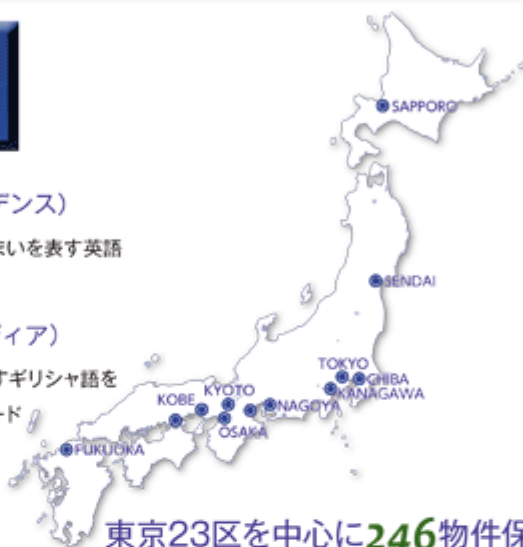 SAPPORO
デンス)
まいを表す英語
SENDAI
ディア)
すギリシャ語を
ード
TOKYO
CHIBA
KANAGAWA
KYOTO
KOBE
NAGOYA
OSAKA
FUKUOKA
東京23区を中心に246物件保